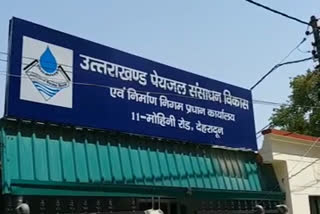 उत्तराखण्ड पेयजल संसाधन विकास
एवं निर्माण निगम प्रधान कार्यालय
11-मोहिनी रोड, देहरादून